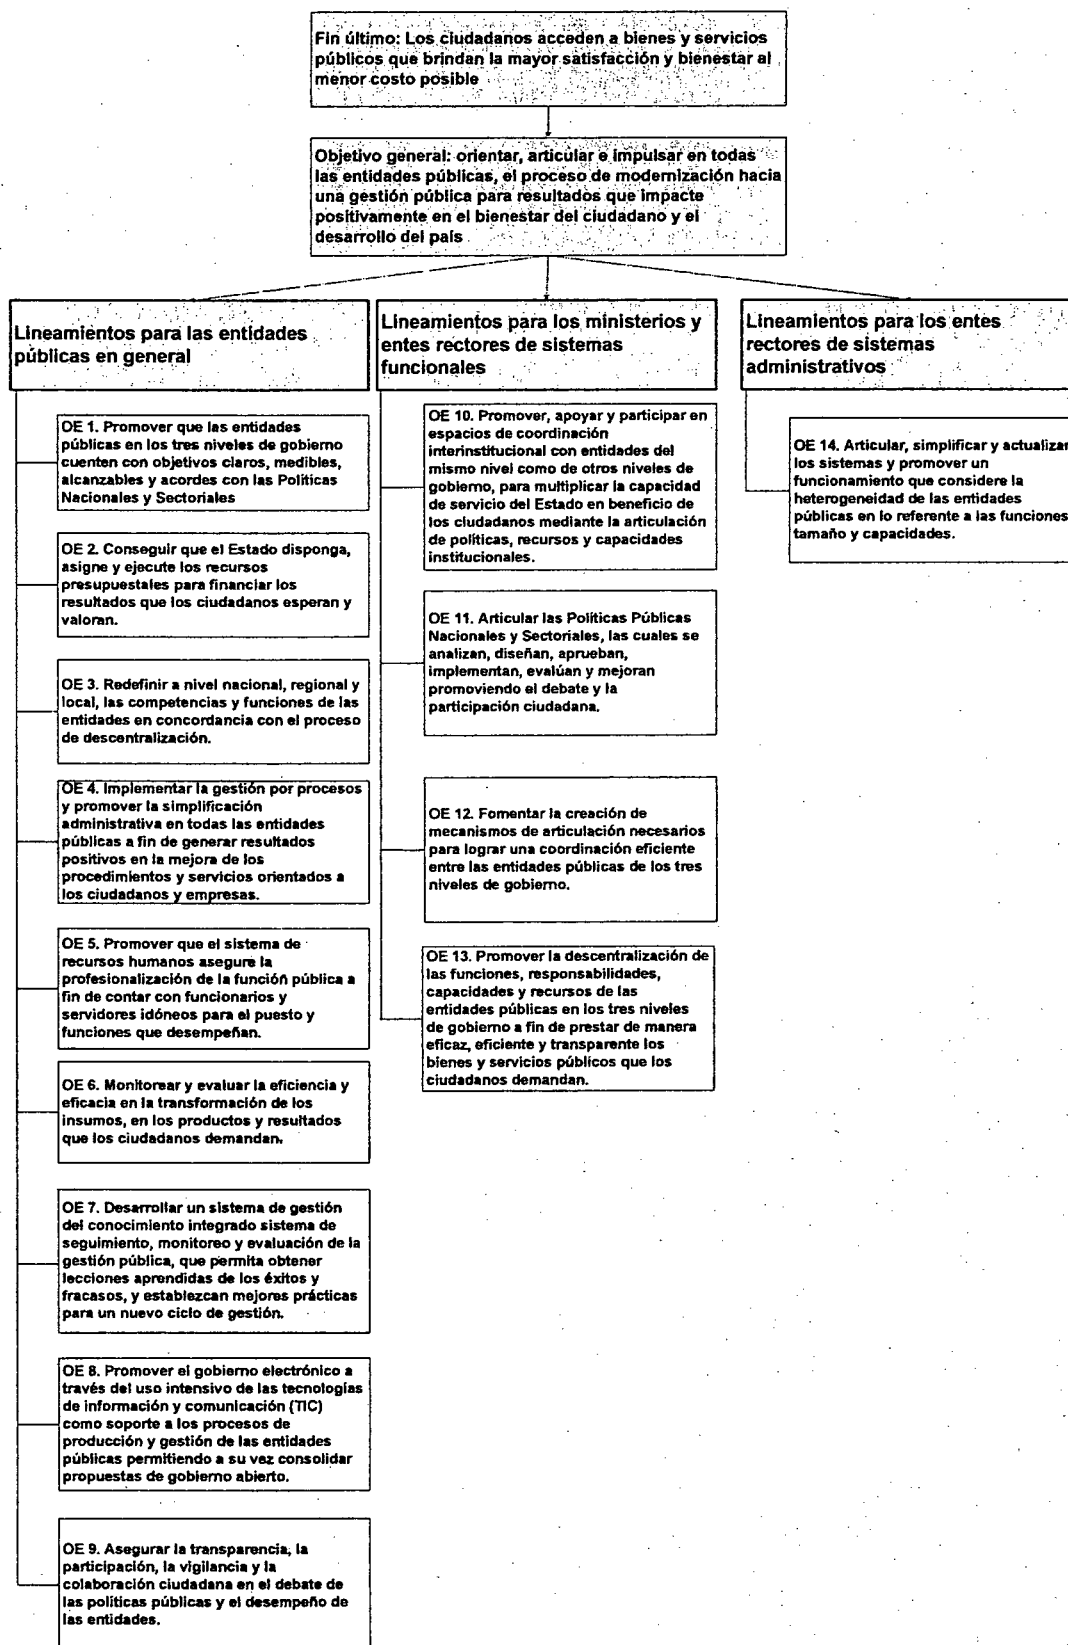 Fin último: Los ciudadanos acceden a bienes y servicios
públicos que brindan la mayor satisfacción y bienestar al
menor costo posible
Objetivo general: orientar, articular e impulsar en todas
las entidades públicas, el proceso de modernización hacia
una gestión pública para resultados que impacte
positivamente en el bienestar del ciudadano y el
desarrollo del país
Lineamientos para las entidades
públicas en general
OE 1. Promover que las entidades
públicas en los tres niveles de gobierno
cuenten con objetivos claros, medibles,
alcanzables y acordes con las Políticas
Nacionales y Sectoriales
OE 2. Conseguir que el Estado disponga,
asigne y ejecute los recursos
presupuestales para financiar los
resultados que los ciudadanos esperan y
valoran.
OE 3. Redefinir a nivel nacional, regional y
local, las competencias y funciones de las
entidades en concordancia con el proceso
de descentralización.
OE 4. Implementar la gestión por procesos
y promover la simplificación
administrativa en todas las entidades
públicas a fin de generar resultados
positivos en la mejora de los
procedimientos y servicios orientados a
los ciudadanos y empresas.
OE 5. Promover que el sistema de
recursos humanos asegure la
profesionalización de la función pública a
fin de contar con funcionarios y
servidores idóneos para el puesto y
funciones que desempeñan.
OE 6. Monitorear y evaluar la eficiencia y
eficacia en la transformación de los
insumos, en los productos y resultados
que los ciudadanos demandan.
OE 7. Desarrollar un sistema de gestión
del conocimiento integrado sistema de
seguimiento, monitoreo y evaluación de la
gestión pública, que permita obtener
lecciones aprendidas de los éxitos y
fracasos, y establezcan mejores prácticas
para un nuevo ciclo de gestión.
OE 8. Promover el gobierno electrónico a
través del uso intensivo de las tecnologías
de información y comunicación (TIC)
como soporte a los procesos de
producción y gestión de las entidades
públicas permitiendo a su vez consolidar
propuestas de gobierno abierto.
OE 9. Asegurar la transparencia, la
participación, la vigilancia y la
colaboración ciudadana en el debate de
las políticas públicas y el desempeño de
las entidades.
Lineamientos para los ministerios y
entes rectores de sistemas
funcionales
OE 10. Promover, apoyar y participar en
espacios de coordinación
interinstitucional con entidades del
mismo nivel como de otros niveles de
gobierno, para multiplicar la capacidad
de servicio del Estado en beneficio de
los ciudadanos mediante la articulación
de políticas, recursos y capacidades
institucionales.
OE 11. Articular las Políticas Públicas
Nacionales y Sectoriales, las cuales se
analizan, diseñan, aprueban,
implementan, evalúan y mejoran
promoviendo el debate y la
participación ciudadana.
OE 12. Fomentar la creación de
mecanismos de articulación necesarios
para lograr una coordinación eficiente
entre las entidades públicas de los tres
niveles de gobierno.
OE 13. Promover la descentralización de
las funciones, responsabilidades,
capacidades y recursos de las
entidades públicas en los tres niveles
de gobierno a fin de prestar de manera
eficaz, eficiente y transparente los
bienes y servicios públicos que los
ciudadanos demandan.
Lineamientos para los entes
rectores de sistemas
administrativos
OE 14. Articular, simplificar y actualizar
los sistemas y promover un
funcionamiento que considere la
heterogeneidad de las entidades
públicas en lo referente a las funciones
tamaño y capacidades.